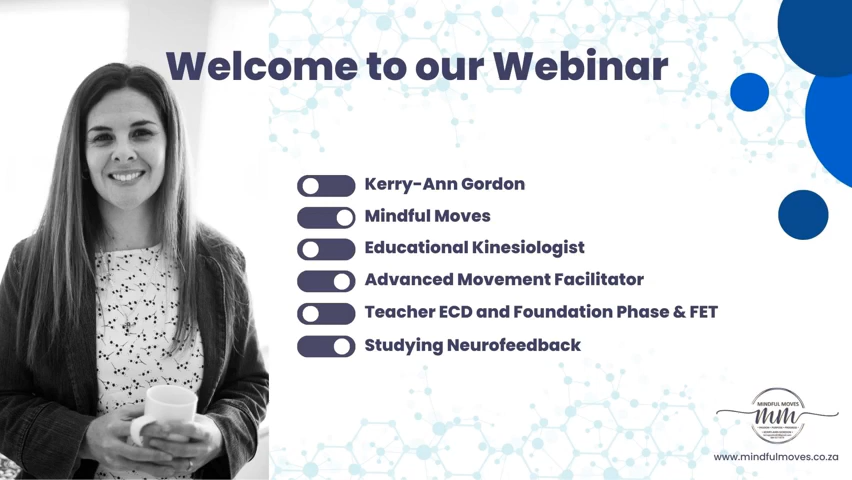 Welcome to our Webinar
Kerry-Ann Gordon
Mindful Moves
Educational Kinesiologist
Advanced Movement Facilitator
Teacher ECD and Foundation Phase & FET
Studying Neurofeedback
MINDFUL MOVES
mm
www.mindfulmoves.co.za